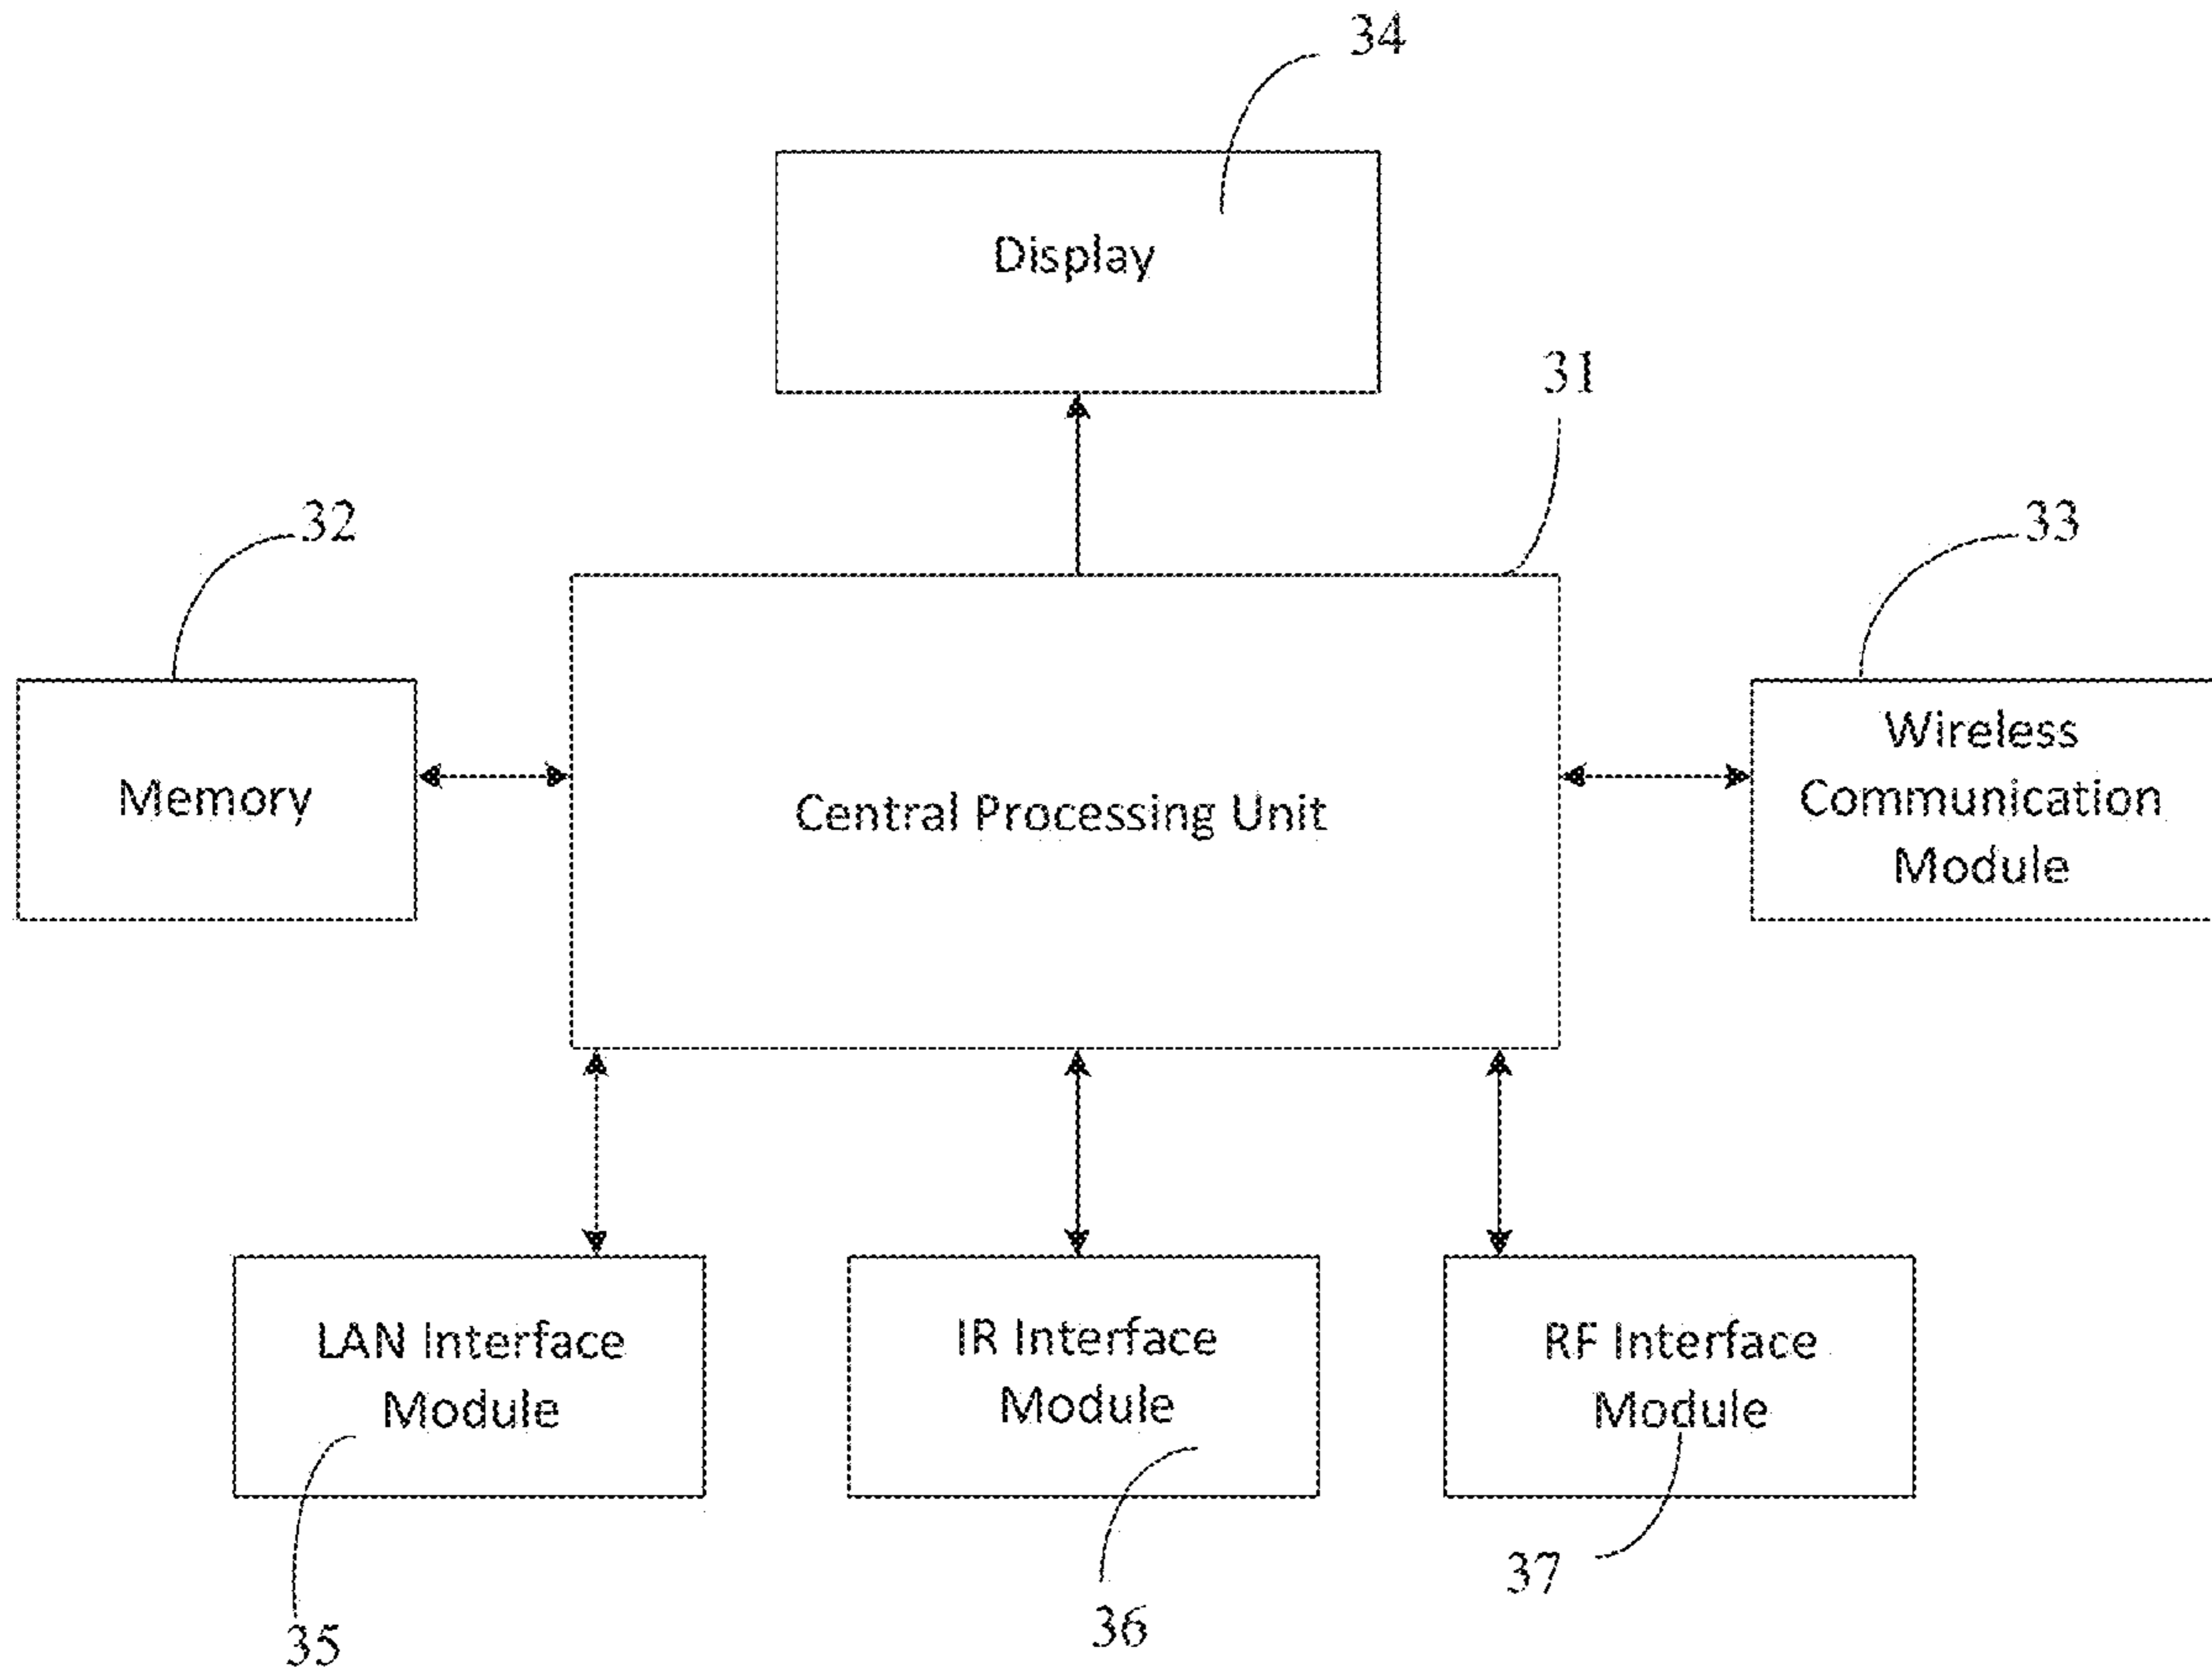 34
Display
31
32
33
Memory
Central Processing Unit
Wireless
Communication
Module
LAN Interface
Module
IR Interface
Module
RF Interface
Module
35
36
37